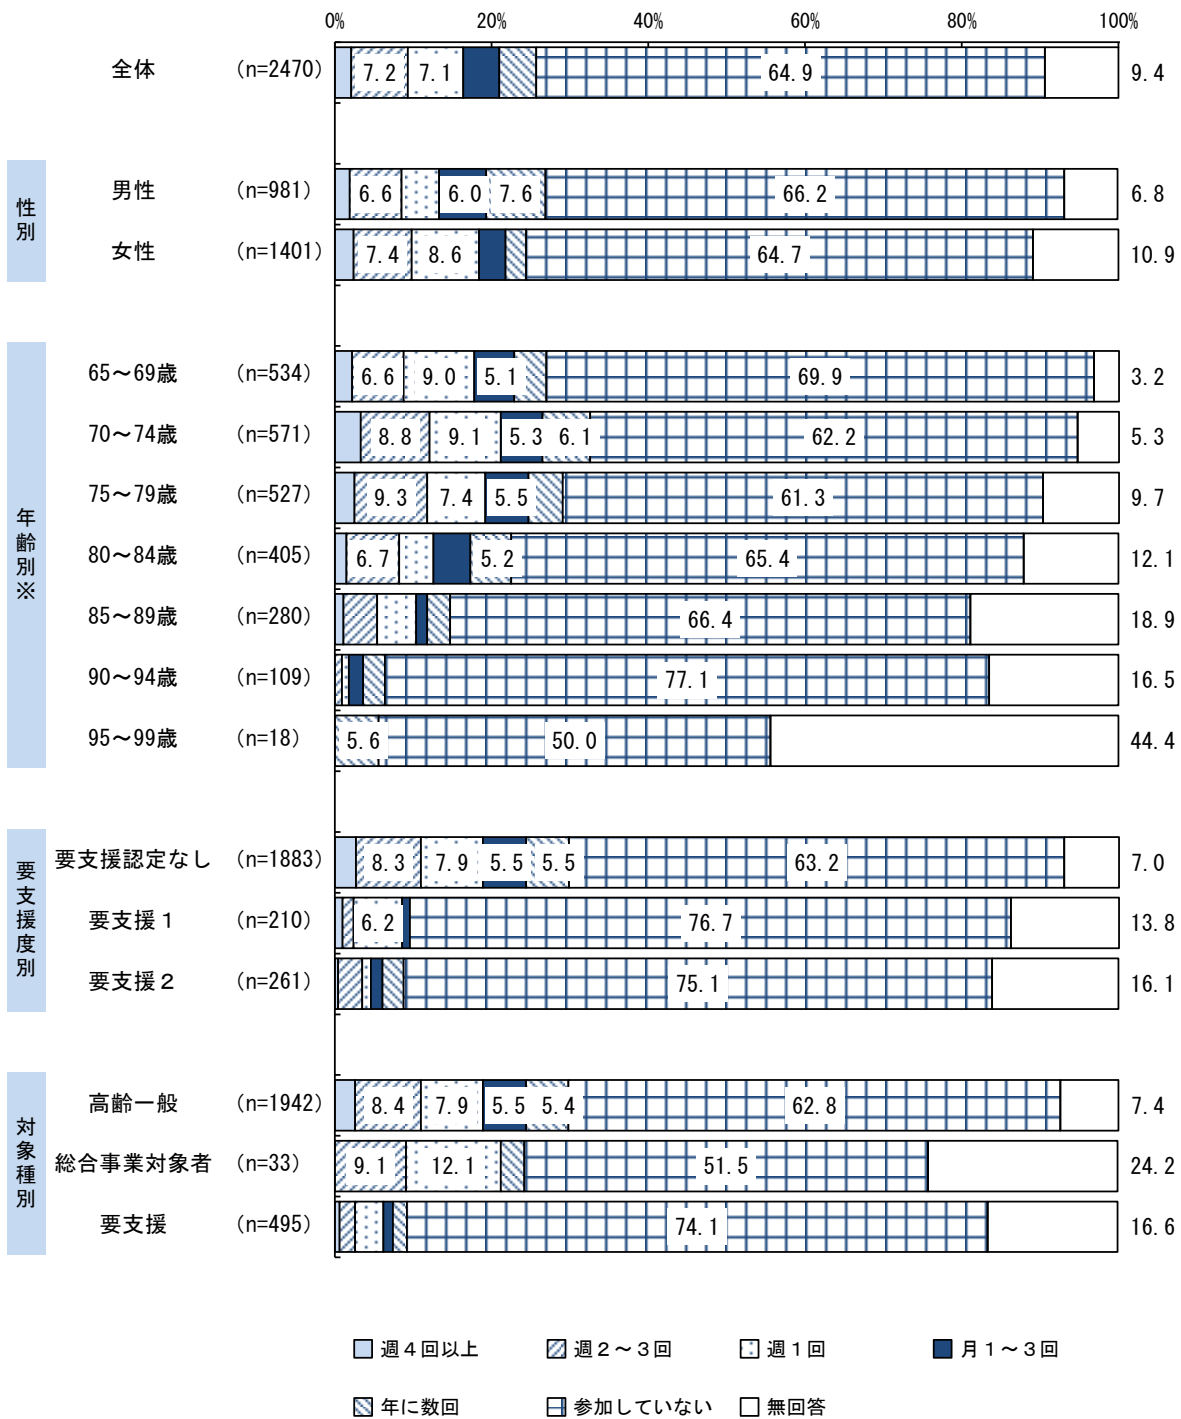 0% 20% 40% 60% 80% 100%
全体 (n=2470) 7.2 7.1 64.9 9.4
性別
男性 (n=981) 6.6 6.0 7.6 66.2 6.8
女性 (n=1401) 7.4 8.6 64.7 10.9
年齢別※
65～69歳 (n=534) 6.6 9.0 5.1 69.9 3.2
70～74歳 (n=571) 8.8 9.1 5.3 6.1 62.2 5.3
75～79歳 (n=527) 9.3 7.4 5.5 61.3 9.7
80～84歳 (n=405) 6.7 5.2 65.4 12.1
85～89歳 (n=280) 66.4 18.9
90～94歳 (n=109) 77.1 16.5
95～99歳 (n=18) 5.6 50.0 44.4
要支援度別
要支援認定なし (n=1883) 8.3 7.9 5.5 5.5 63.2 7.0
要支援１ (n=210) 6.2 76.7 13.8
要支援２ (n=261) 75.1 16.1
対象種別
高齢一般 (n=1942) 8.4 7.9 5.5 5.4 62.8 7.4
総合事業対象者 (n=33) 9.1 12.1 51.5 24.2
要支援 (n=495) 74.1 16.6
週４回以上 週２～３回 週１回 月１～３回
年に数回 参加していない 無回答